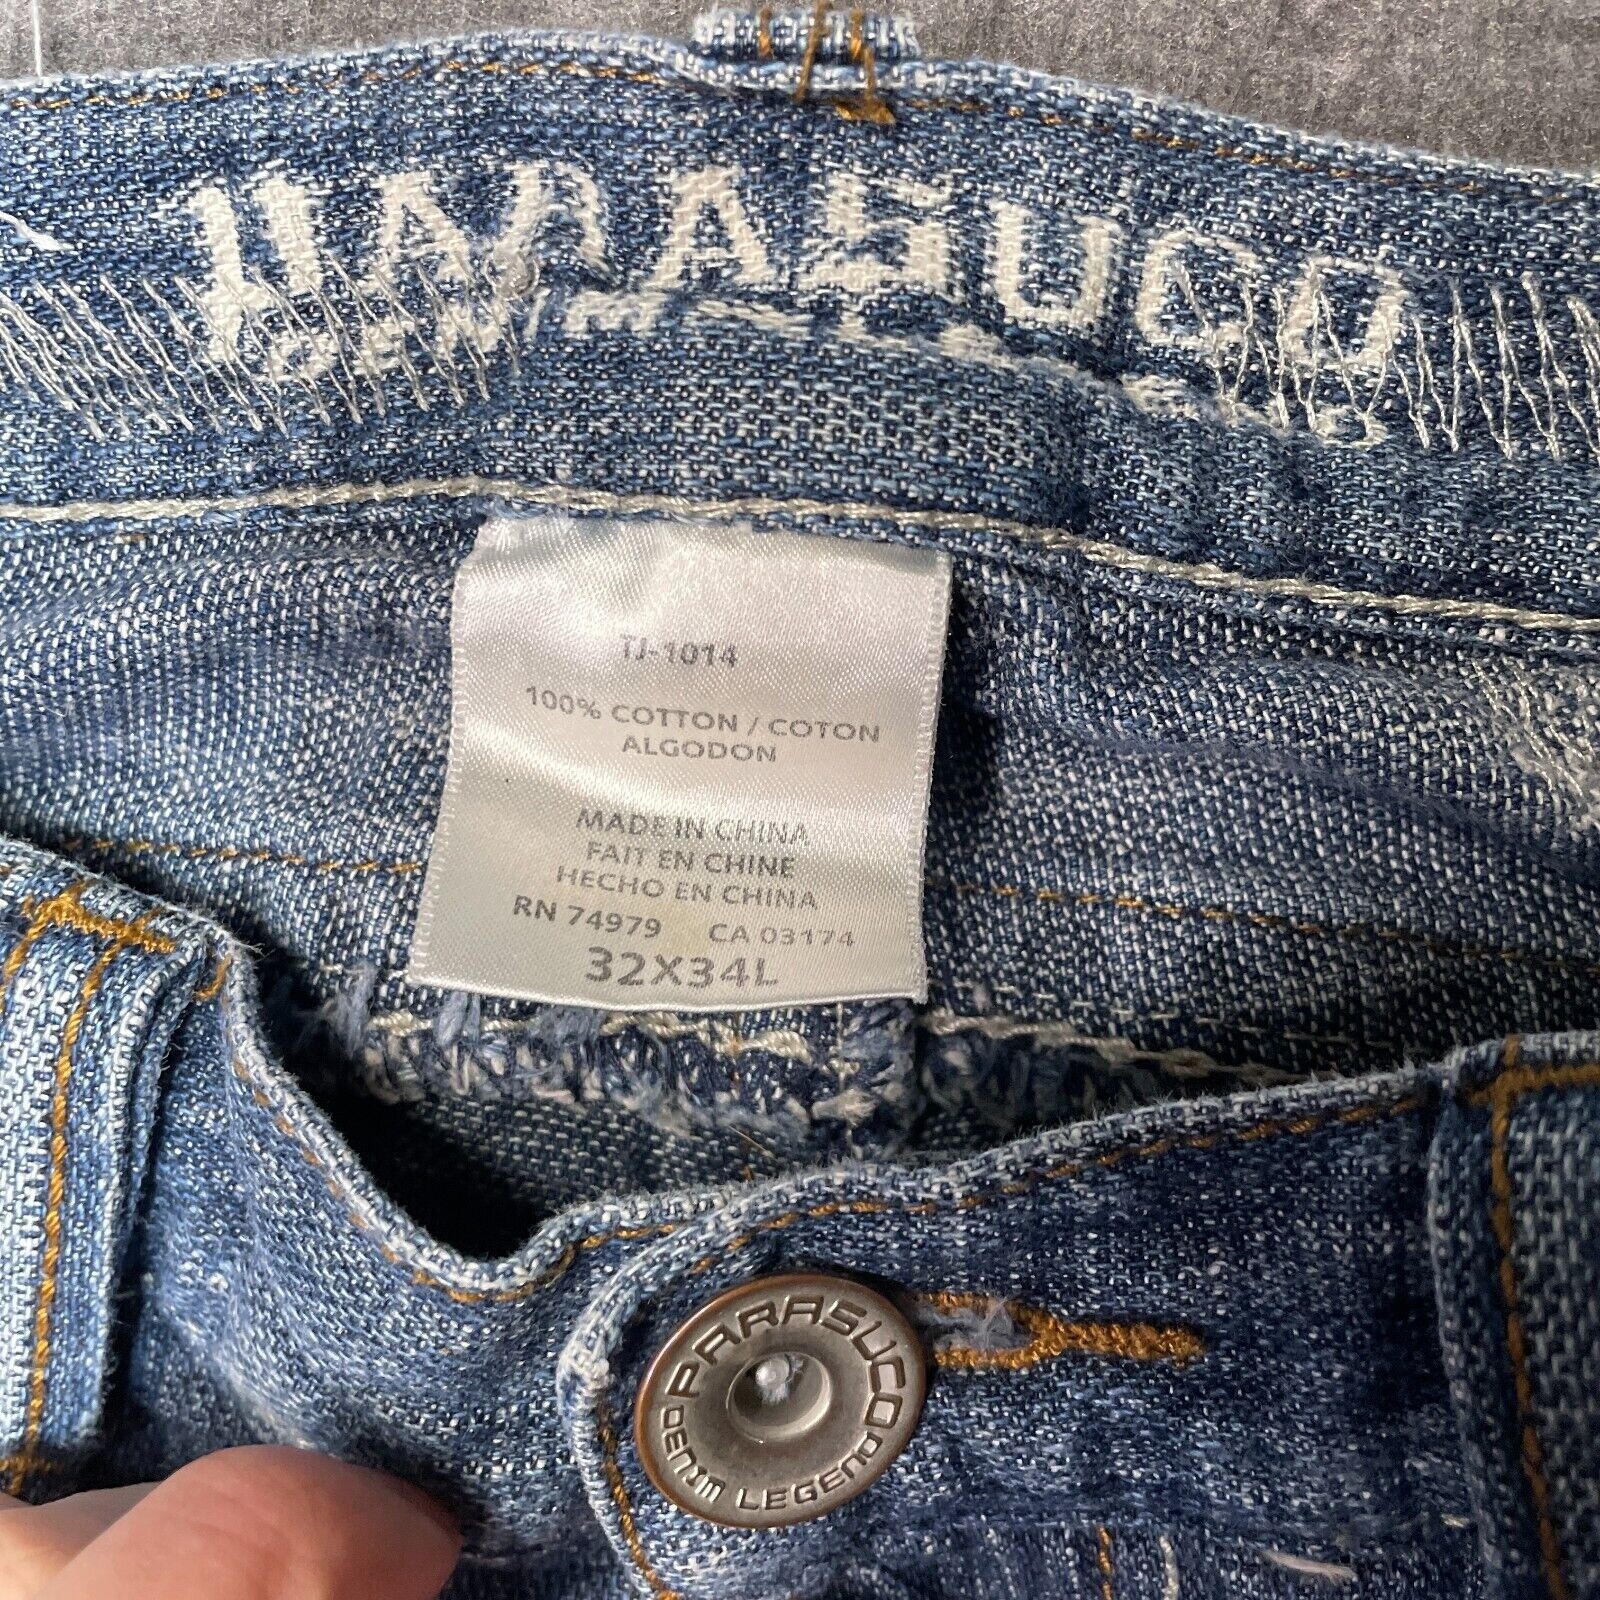 PARASUCO
TJ-1014
100% COTTON / COTON
ALGODON
MADE IN CHINA
FAIT EN CHINE
HECHO EN CHINA
RN 74979 CA 03174
32X34L
PARASUCO
DENIM LEGEND